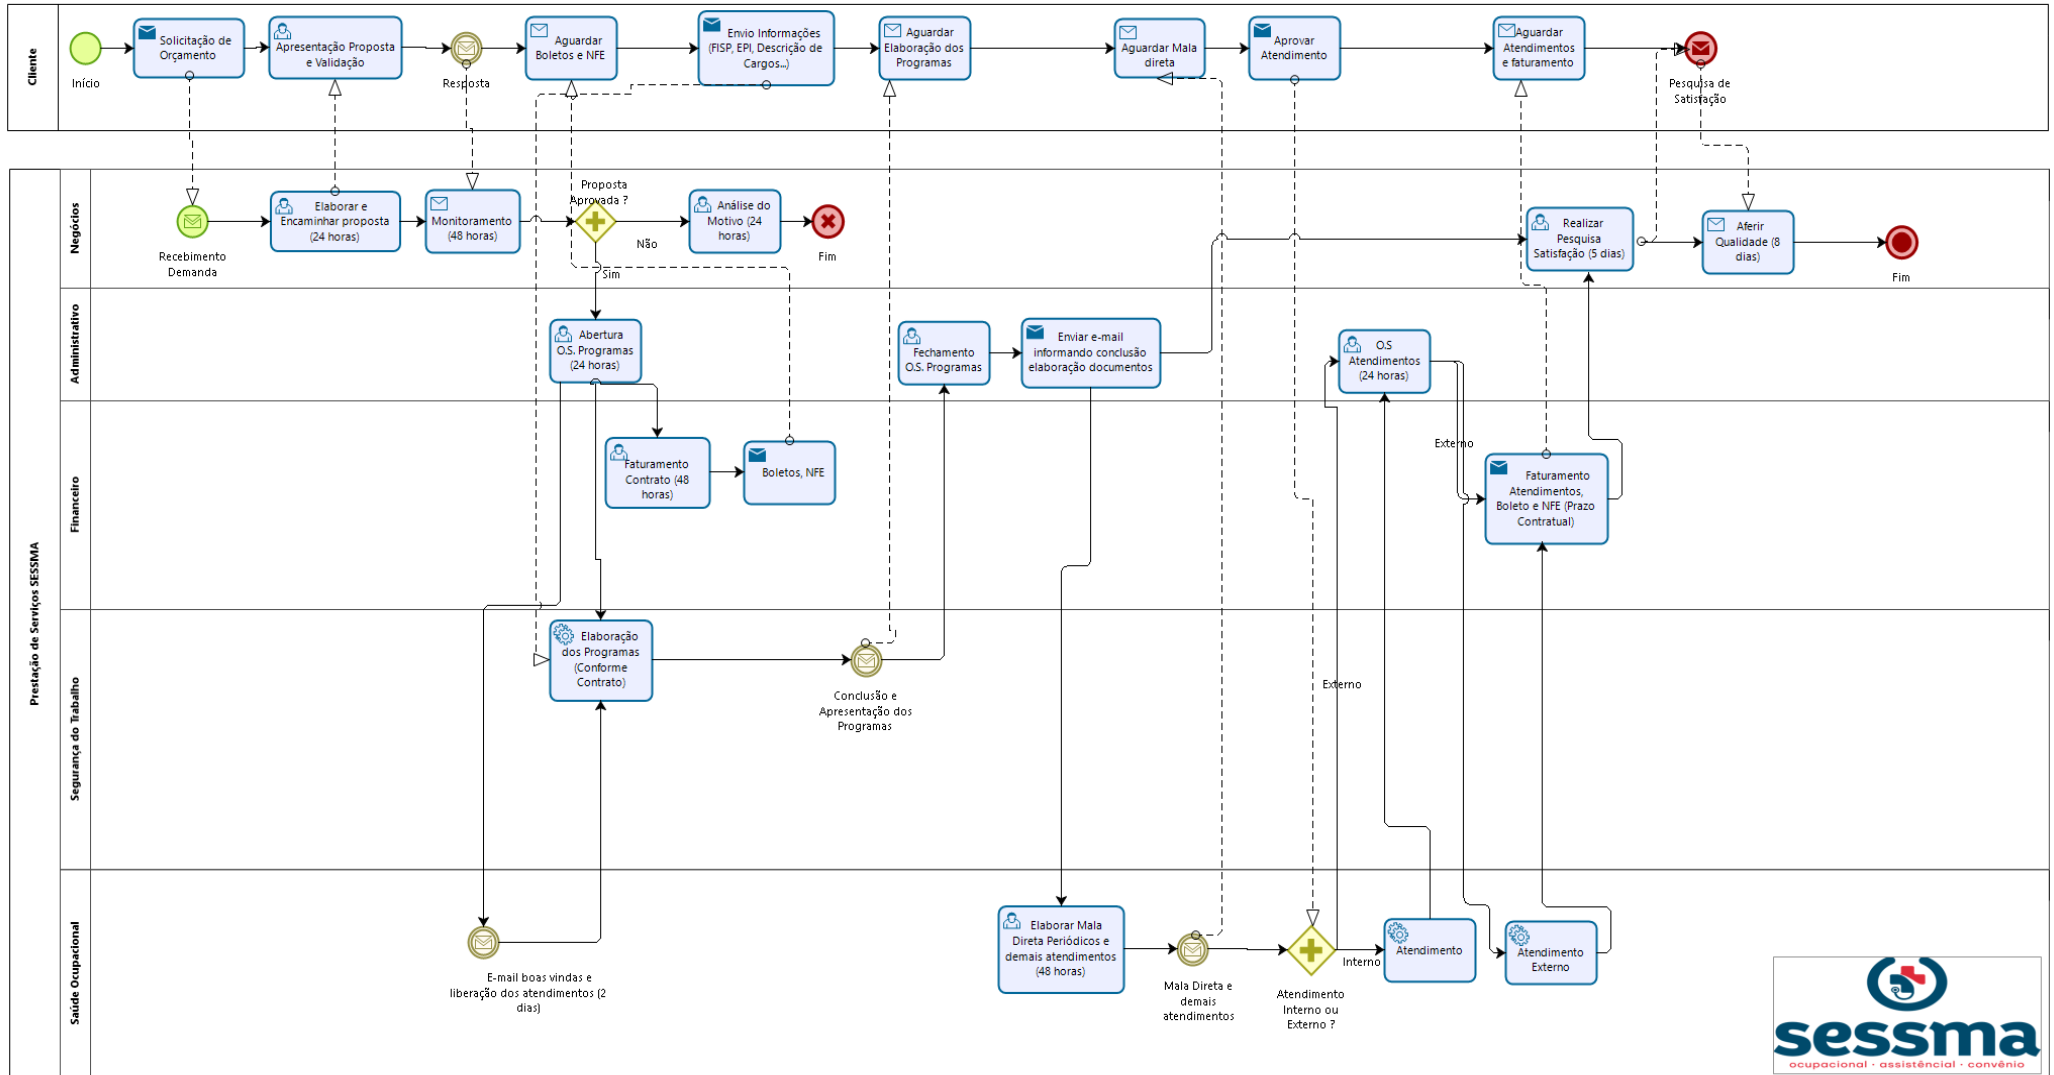 Cliente
Início
Solicitação de
Orçamento
Apresentação Proposta
e Validação
Resposta
Aguardar
Boletos e NFE
Envio Informações
(FISP, EPI, Descrição de
Cargos...)
Aguardar
Elaboração dos
Programas
Aguardar Mala
direta
Aprovar
Atendimento
Aguardar
Atendimentos
e faturamento
Pesquisa de
Satisfação
Prestação de Serviços SESSMA
Negócios
Recebimento
Demanda
Elaborar e
Encaminhar proposta
(24 horas)
Monitoramento
(48 horas)
Proposta
Aprovada ?
Não
Sim
Análise do
Motivo (24
horas)
Fim
Realizar
Pesquisa
Satisfação (5 dias)
Aferir
Qualidade (8
dias)
Fim
Administrativo
Abertura
O.S. Programas
(24 horas)
Fechamento
O.S. Programas
Enviar e-mail
informando conclusão
elaboração documentos
O.S
Atendimentos
(24 horas)
Financeiro
Faturamento
Contrato (48
horas)
Boletos, NFE
Externo
Faturamento
Atendimentos,
Boleto e NFE (Prazo
Contratual)
Segurança do Trabalho
Elaboração
dos Programas
(Conforme
Contrato)
Conclusão e
Apresentação dos
Programas
Externo
Saúde Ocupacional
E-mail boas vindas e
liberação dos atendimentos (2
dias)
Elaborar Mala
Direta Periódicos e
demais atendimentos
(48 horas)
Mala Direta e
demais
atendimentos
Atendimento
Interno ou
Externo ?
Interno
Atendimento
Atendimento
Externo
sessma
ocupacional · assistêncial · convênio